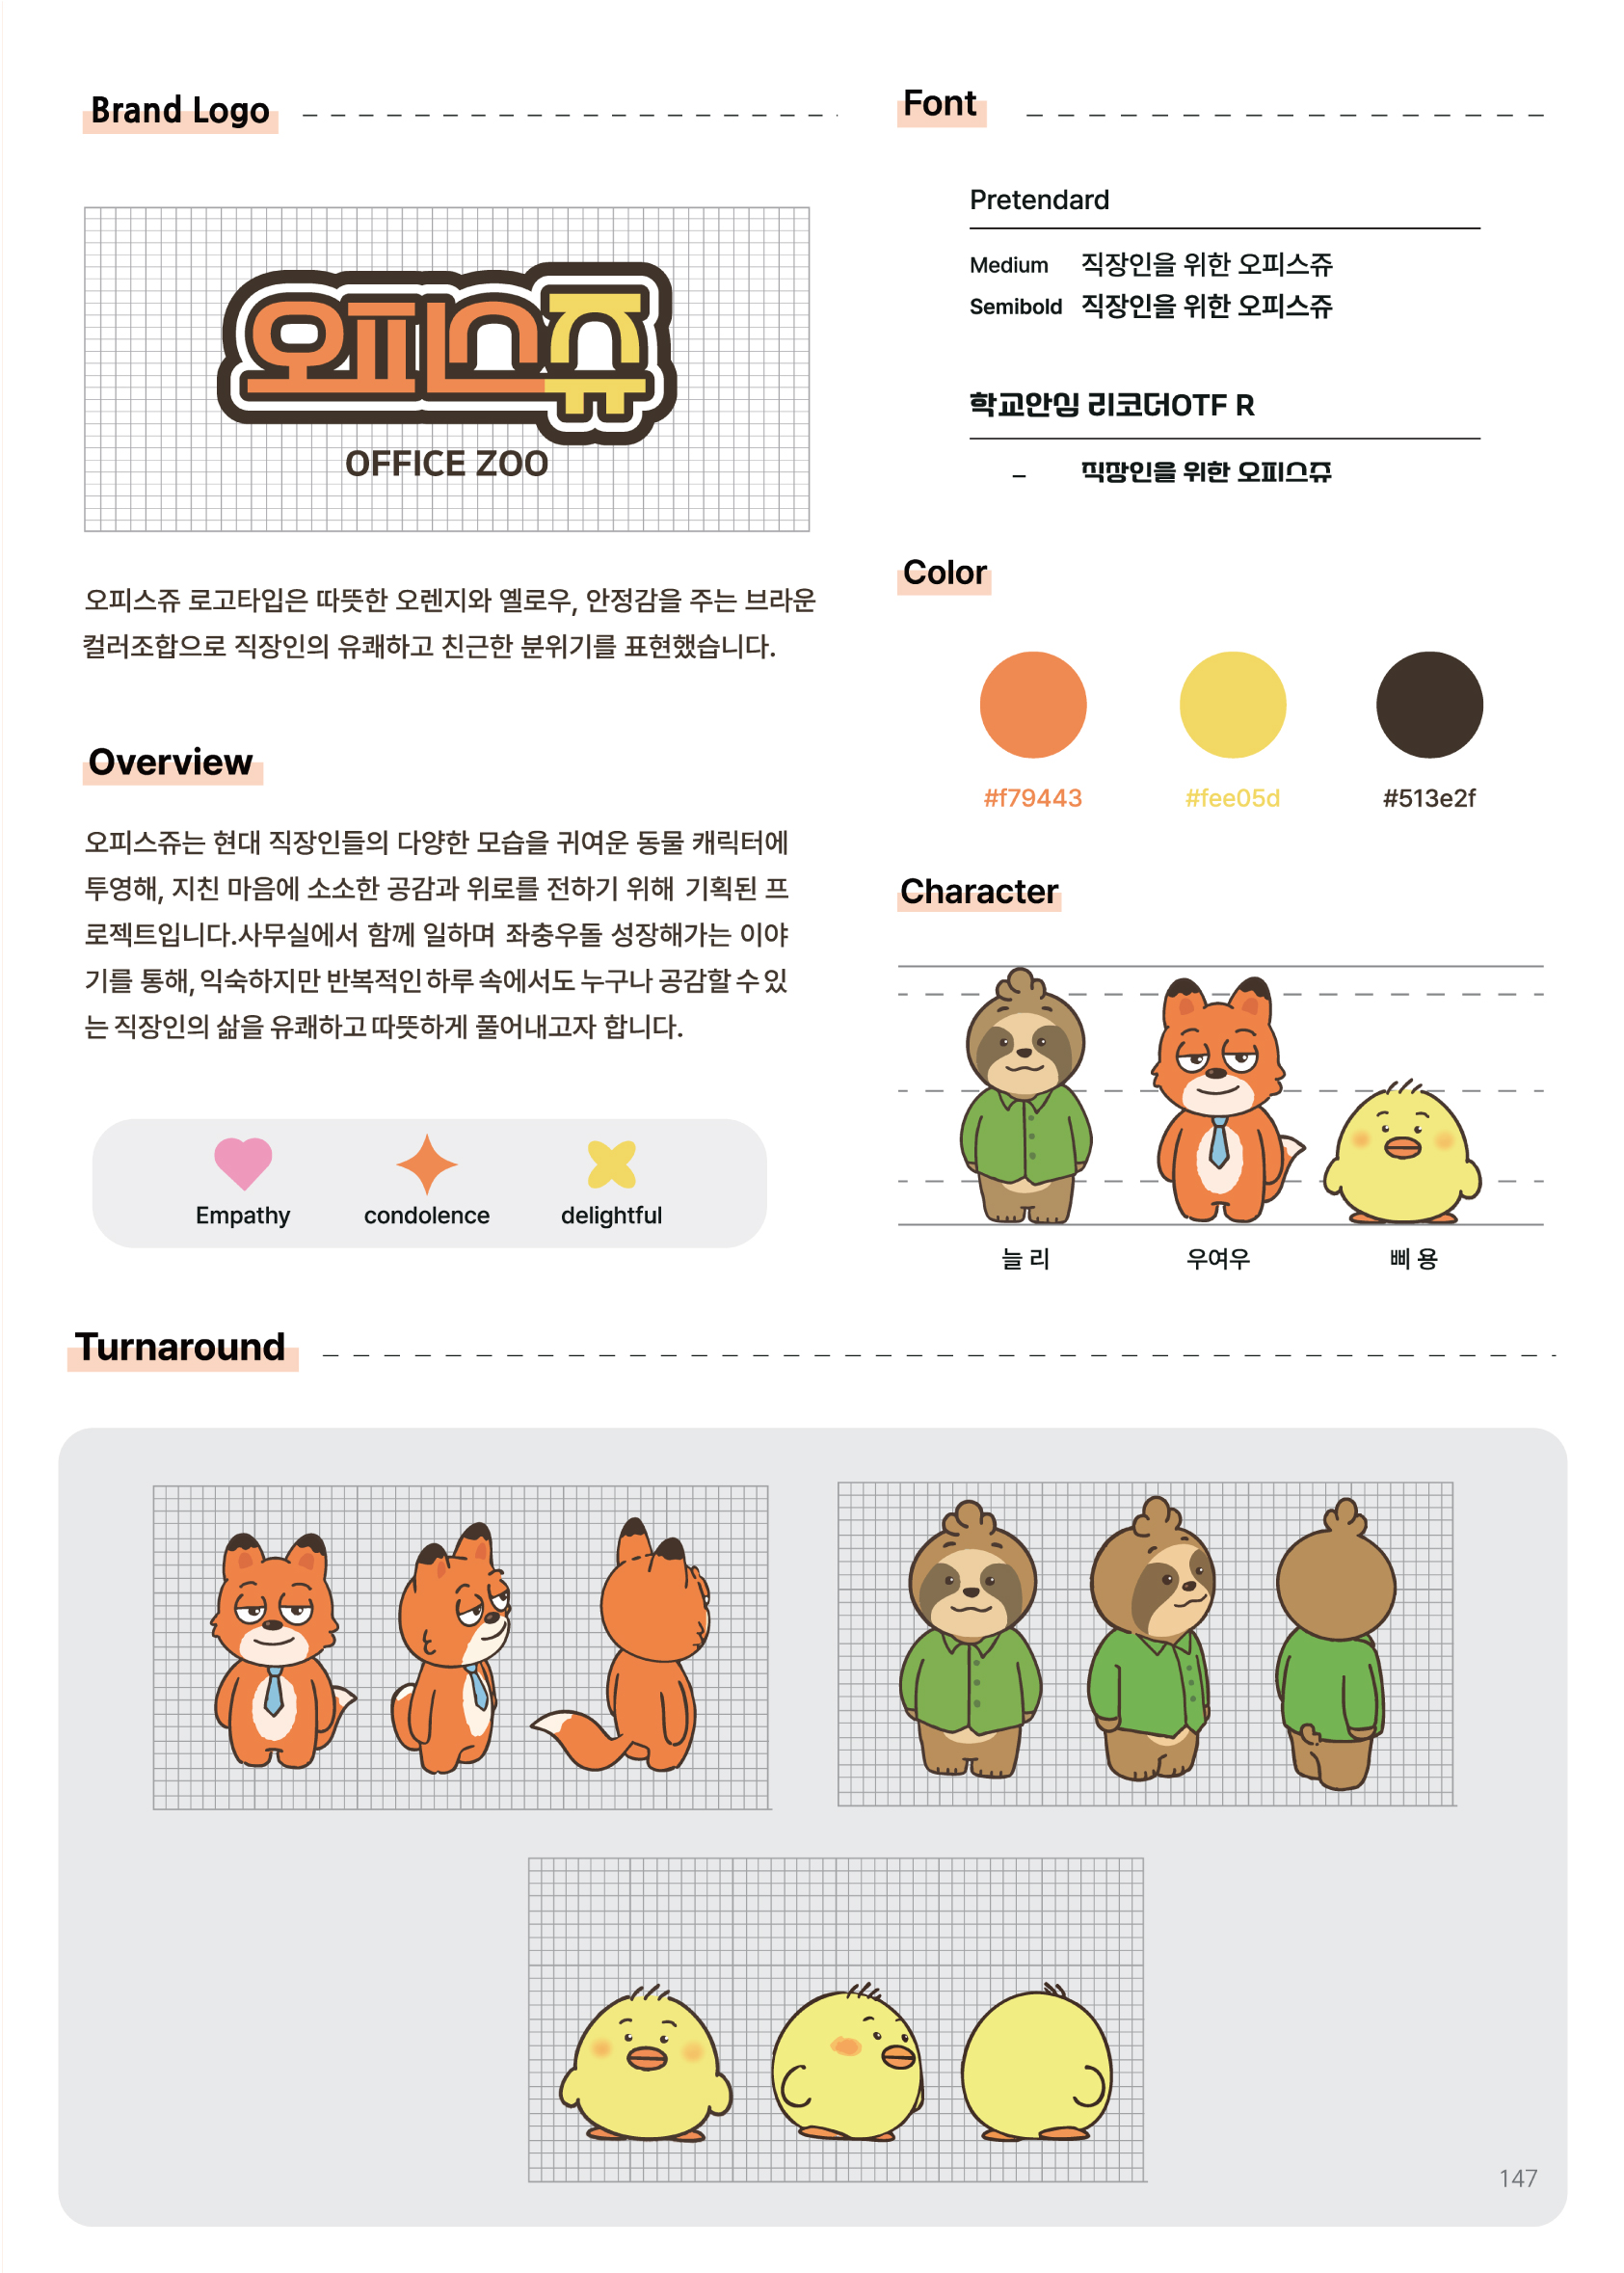 Brand Logo
오피스쥬
OFFICE ZOO
오피스쥬 로고타입은 따뜻한 오렌지와 옐로우, 안정감을 주는 브라운
컬러조합으로 직장인의 유쾌하고 친근한 분위기를 표현했습니다.
Overview
오피스쥬는 현대 직장인들의 다양한 모습을 귀여운 동물 캐릭터에
투영해, 지친 마음에 소소한 공감과 위로를 전하기 위해 기획된 프
로젝트입니다.사무실에서 함께 일하며 좌충우돌 성장해가는 이야
기를 통해, 익숙하지만 반복적인 하루 속에서도 누구나 공감할 수 있
는 직장인의 삶을 유쾌하고 따뜻하게 풀어내고자 합니다.
Empathy
condolence
delightful
Font
Pretendard
Medium 직장인을 위한 오피스쥬
Semibold 직장인을 위한 오피스쥬
학교안심 리코더OTF R
– 직장인을 위한 오피스쥬
Color
#f79443
#fee05d
#513e2f
Character
늘 리
우여우
삐 용
Turnaround
147